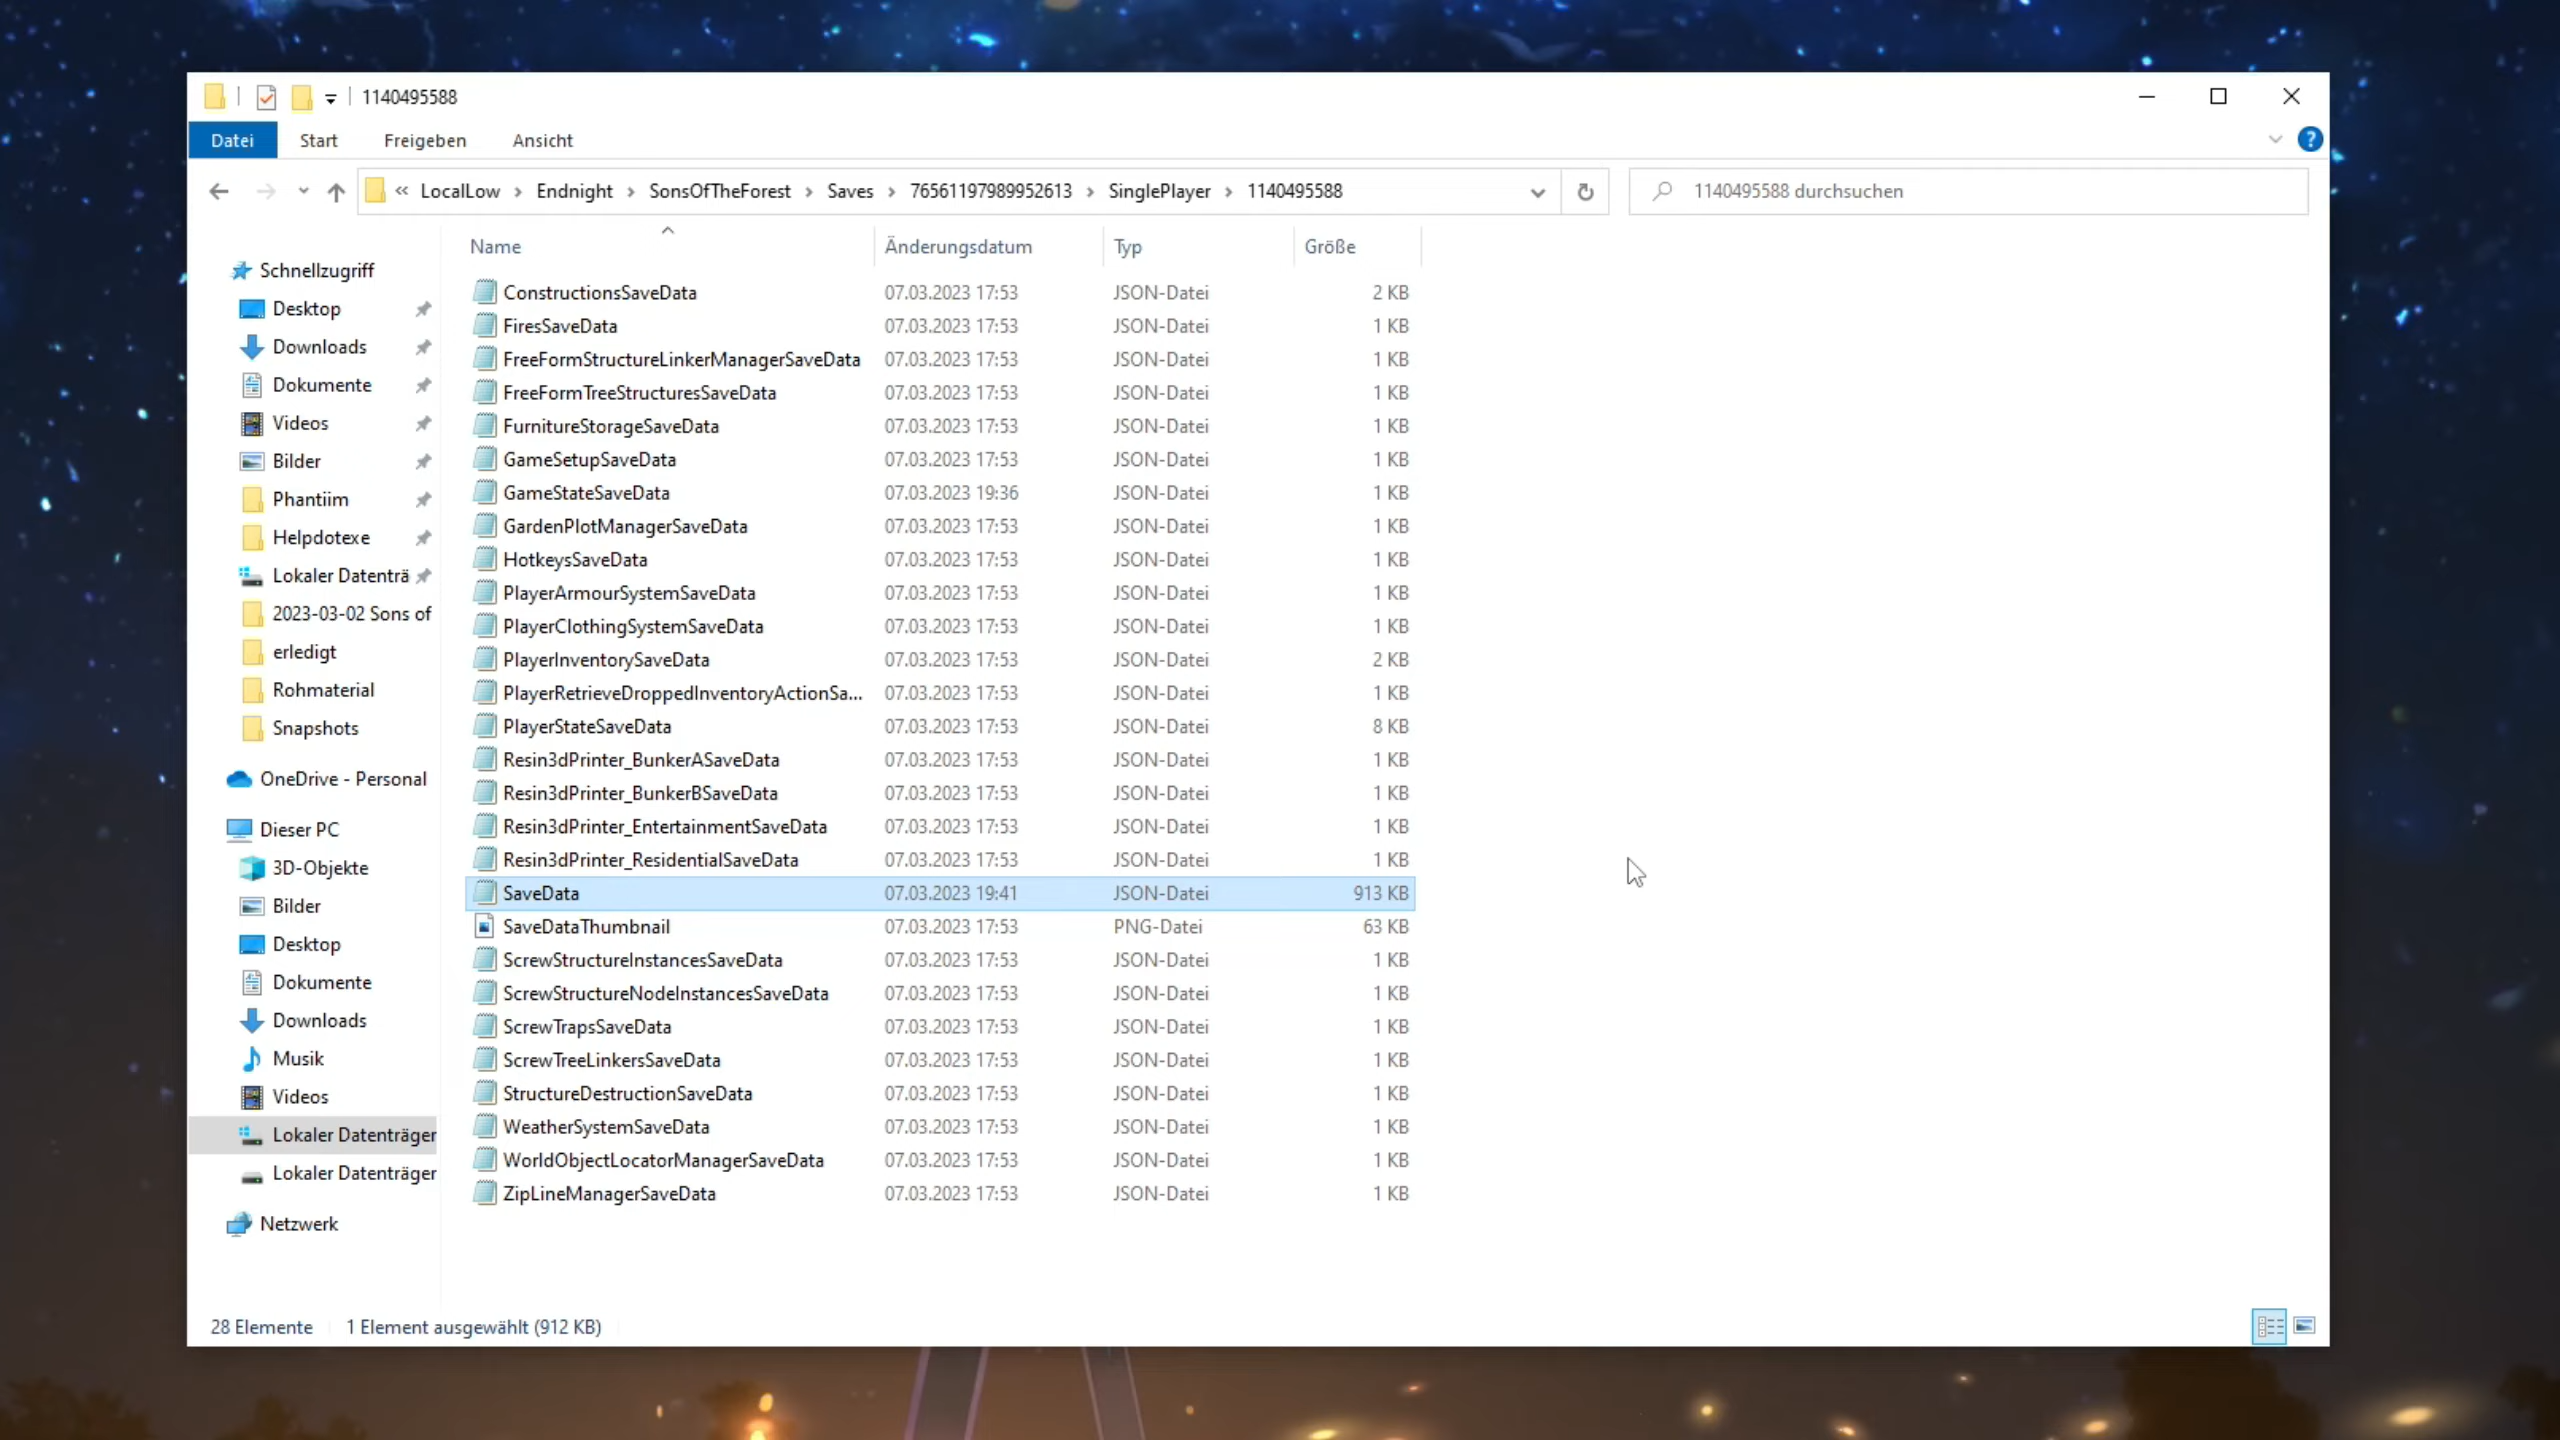 1140495588
Datei Start Freigeben Ansicht
« LocalLow › Endnight › SonsOfTheForest › Saves › 76561197989952613 › SinglePlayer › 1140495588
1140495588 durchsuchen
Name Änderungsdatum Typ Größe
Schnellzugriff
Desktop
Downloads
Dokumente
Videos
Bilder
Phantiim
Helpdotexe
Lokaler Datenträ
2023-03-02 Sons of
erledigt
Rohmaterial
Snapshots
OneDrive - Personal
Dieser PC
3D-Objekte
Bilder
Desktop
Dokumente
Downloads
Musik
Videos
Lokaler Datenträger
Lokaler Datenträger
Netzwerk
ConstructionsSaveData 07.03.2023 17:53 JSON-Datei 2 KB
FiresSaveData 07.03.2023 17:53 JSON-Datei 1 KB
FreeFormStructureLinkerManagerSaveData 07.03.2023 17:53 JSON-Datei 1 KB
FreeFormTreeStructuresSaveData 07.03.2023 17:53 JSON-Datei 1 KB
FurnitureStorageSaveData 07.03.2023 17:53 JSON-Datei 1 KB
GameSetupSaveData 07.03.2023 17:53 JSON-Datei 1 KB
GameStateSaveData 07.03.2023 19:36 JSON-Datei 1 KB
GardenPlotManagerSaveData 07.03.2023 17:53 JSON-Datei 1 KB
HotkeysSaveData 07.03.2023 17:53 JSON-Datei 1 KB
PlayerArmourSystemSaveData 07.03.2023 17:53 JSON-Datei 1 KB
PlayerClothingSystemSaveData 07.03.2023 17:53 JSON-Datei 1 KB
PlayerInventorySaveData 07.03.2023 17:53 JSON-Datei 2 KB
PlayerRetrieveDroppedInventoryActionSa... 07.03.2023 17:53 JSON-Datei 1 KB
PlayerStateSaveData 07.03.2023 17:53 JSON-Datei 8 KB
Resin3dPrinter_BunkerASaveData 07.03.2023 17:53 JSON-Datei 1 KB
Resin3dPrinter_BunkerBSaveData 07.03.2023 17:53 JSON-Datei 1 KB
Resin3dPrinter_EntertainmentSaveData 07.03.2023 17:53 JSON-Datei 1 KB
Resin3dPrinter_ResidentialSaveData 07.03.2023 17:53 JSON-Datei 1 KB
SaveData 07.03.2023 19:41 JSON-Datei 913 KB
SaveDataThumbnail 07.03.2023 17:53 PNG-Datei 63 KB
ScrewStructureInstancesSaveData 07.03.2023 17:53 JSON-Datei 1 KB
ScrewStructureNodeInstancesSaveData 07.03.2023 17:53 JSON-Datei 1 KB
ScrewTrapsSaveData 07.03.2023 17:53 JSON-Datei 1 KB
ScrewTreeLinkersSaveData 07.03.2023 17:53 JSON-Datei 1 KB
StructureDestructionSaveData 07.03.2023 17:53 JSON-Datei 1 KB
WeatherSystemSaveData 07.03.2023 17:53 JSON-Datei 1 KB
WorldObjectLocatorManagerSaveData 07.03.2023 17:53 JSON-Datei 1 KB
ZipLineManagerSaveData 07.03.2023 17:53 JSON-Datei 1 KB
28 Elemente 1 Element ausgewählt (912 KB)